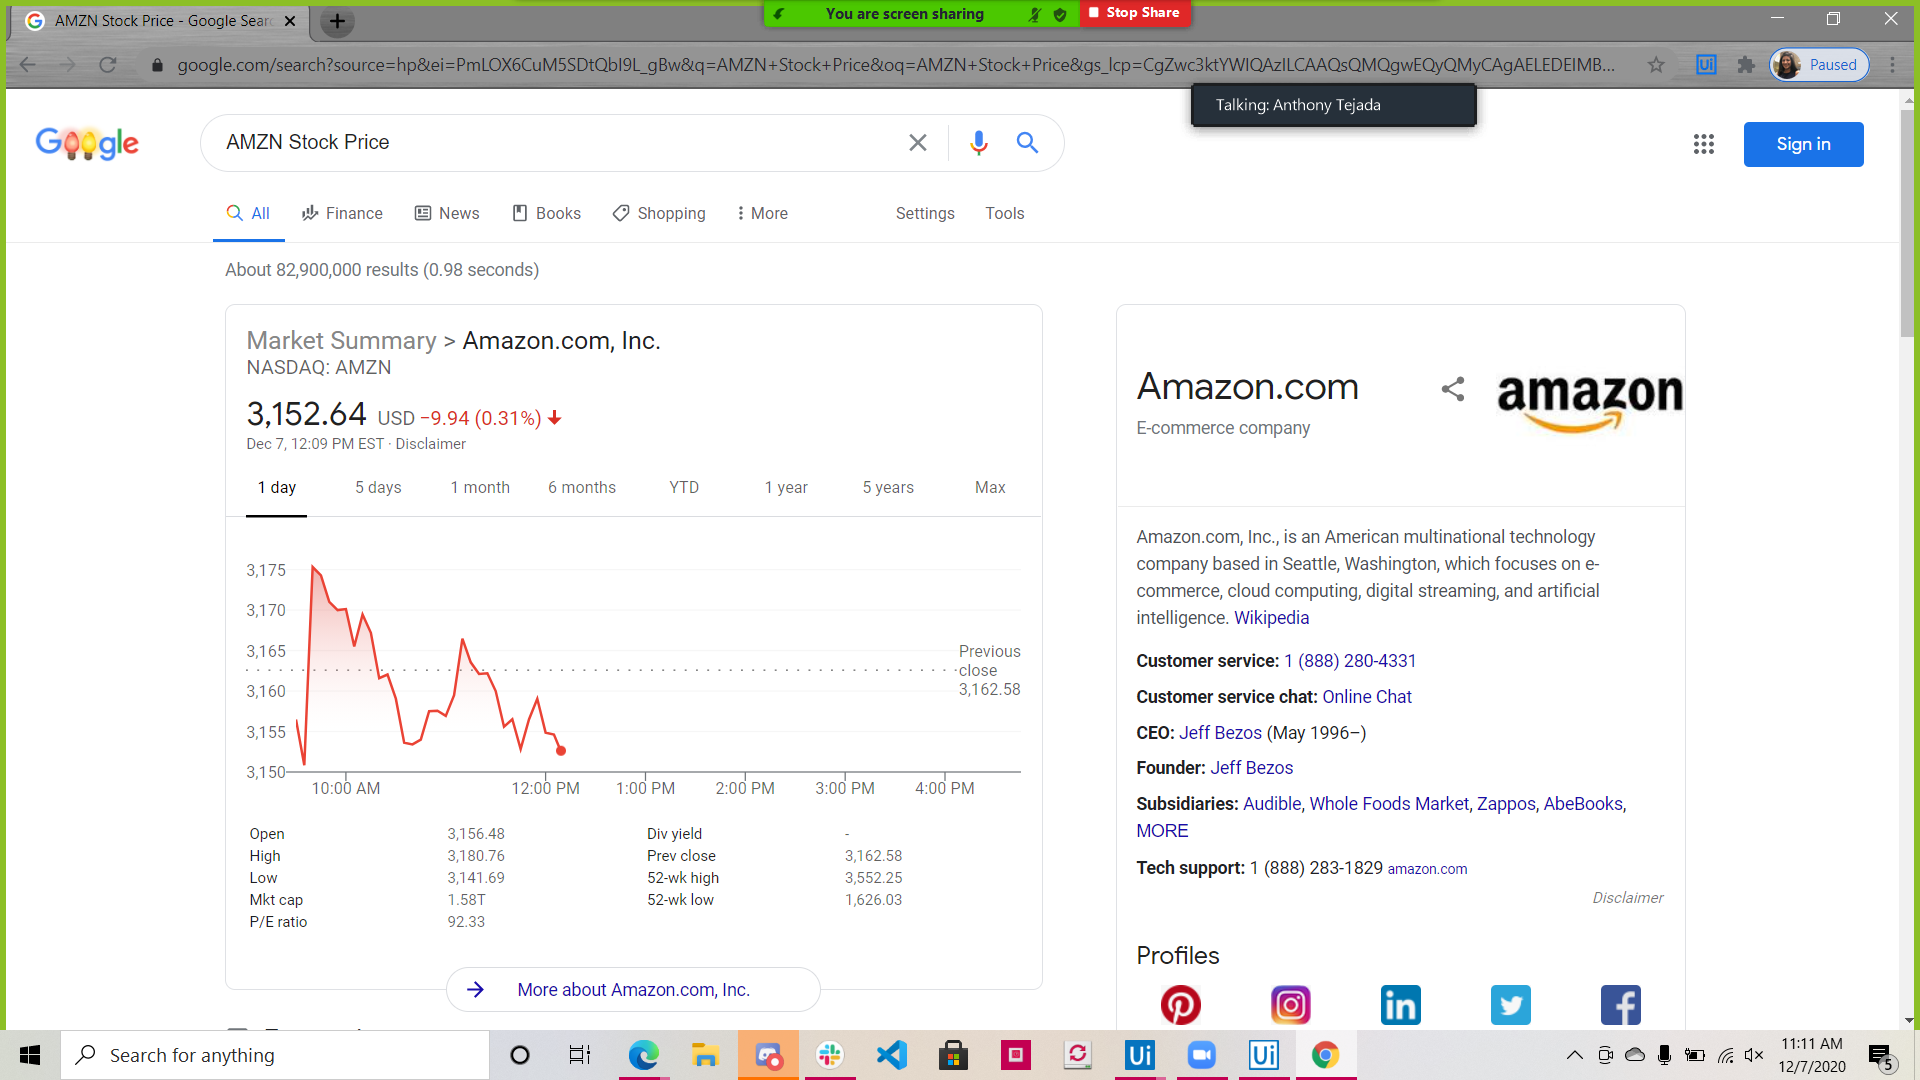 AMZN Stock Price - Google Sear
You are screen sharing
Stop Share
google.com/search?source=hp&ei=PmLOX6CuM5SDtQbI9L_gBw&q=AMZN+Stock+Price&oq=AMZN+Stock+Price&gs_lcp=CgZwc3ktYWIQAzILCAAQsQMQgwEQyQMyCAgAELEDEIMB...
Paused
Talking: Anthony Tejada
Google
AMZN Stock Price
Sign in
All Finance News Books Shopping More Settings Tools
About 82,900,000 results (0.98 seconds)
Market Summary > Amazon.com, Inc.
NASDAQ: AMZN
3,152.64 USD −9.94 (0.31%)
Dec 7, 12:09 PM EST · Disclaimer
1 day 5 days 1 month 6 months YTD 1 year 5 years Max
3,175
3,170
3,165
3,160
3,155
3,150
Previous
close
3,162.58
10:00 AM 12:00 PM 1:00 PM 2:00 PM 3:00 PM 4:00 PM
Open 3,156.48 Div yield -
High 3,180.76 Prev close 3,162.58
Low 3,141.69 52-wk high 3,552.25
Mkt cap 1.58T 52-wk low 1,626.03
P/E ratio 92.33
More about Amazon.com, Inc.
Amazon.com
E-commerce company
amazon
Amazon.com, Inc., is an American multinational technology
company based in Seattle, Washington, which focuses on e-
commerce, cloud computing, digital streaming, and artificial
intelligence. Wikipedia
Customer service: 1 (888) 280-4331
Customer service chat: Online Chat
CEO: Jeff Bezos (May 1996–)
Founder: Jeff Bezos
Subsidiaries: Audible, Whole Foods Market, Zappos, AbeBooks,
MORE
Tech support: 1 (888) 283-1829 amazon.com
Disclaimer
Profiles
Search for anything
Ui
Ui
11:11 AM
12/7/2020
5